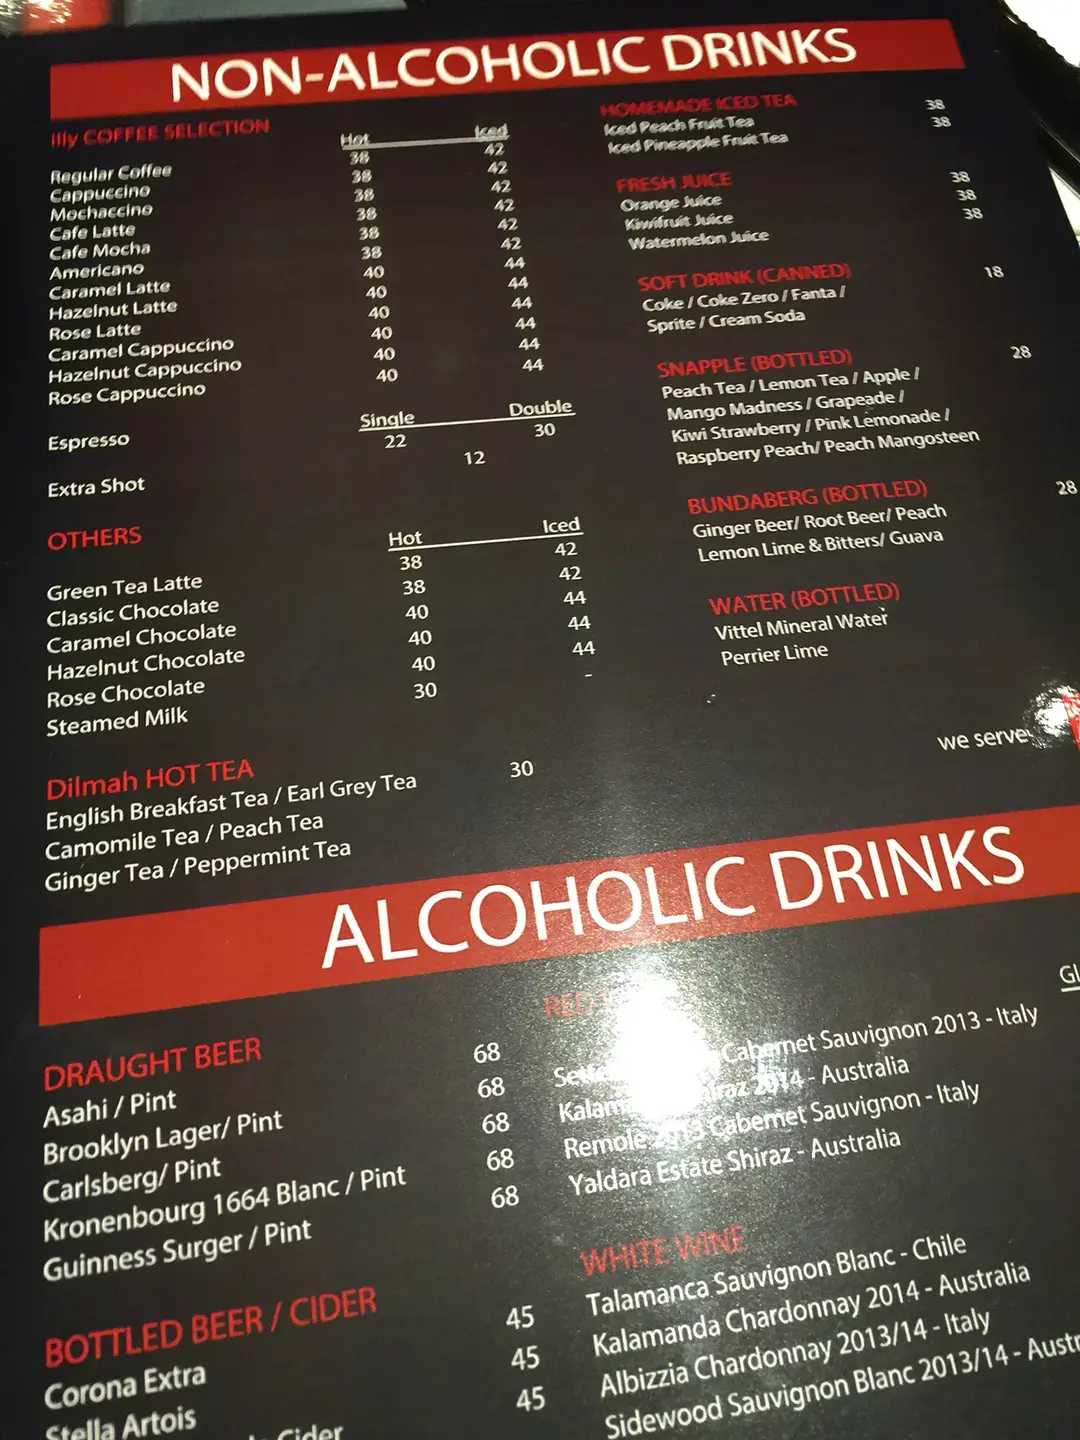 NON-ALCOHOLIC DRINKS
illy COFFEE SELECTION
Hot Iced
Regular Coffee 38 42
Cappuccino 38 42
Mochaccino 38 42
Cafe Latte 38 42
Cafe Mocha 38 42
Americano 38 42
Caramel Latte 40 44
Hazelnut Latte 40 44
Rose Latte 40 44
Caramel Cappuccino 40 44
Hazelnut Cappuccino 40 44
Rose Cappuccino 40 44
Single Double
Espresso 22 30
Extra Shot 12
OTHERS
Hot Iced
Green Tea Latte 38 42
Classic Chocolate 38 42
Caramel Chocolate 40 44
Hazelnut Chocolate 40 44
Rose Chocolate 40 44
Steamed Milk 30 -
Dilmah HOT TEA 30
English Breakfast Tea / Earl Grey Tea
Camomile Tea / Peach Tea
Ginger Tea / Peppermint Tea
HOMEMADE ICED TEA
Iced Peach Fruit Tea 38
Iced Pineapple Fruit Tea 38
FRESH JUICE
Orange Juice 38
Kiwifruit Juice 38
Watermelon Juice 38
SOFT DRINK (CANNED) 18
Coke / Coke Zero / Fanta /
Sprite / Cream Soda
SNAPPLE (BOTTLED) 28
Peach Tea / Lemon Tea / Apple /
Mango Madness / Grapeade /
Kiwi Strawberry / Pink Lemonade /
Raspberry Peach/ Peach Mangosteen
BUNDABERG (BOTTLED) 28
Ginger Beer/ Root Beer/ Peach
Lemon Lime & Bitters/ Guava
WATER (BOTTLED)
Vittel Mineral Water
Perrier Lime
we serve
ALCOHOLIC DRINKS
DRAUGHT BEER
Asahi / Pint 68
Brooklyn Lager/ Pint 68
Carlsberg/ Pint 68
Kronenbourg 1664 Blanc / Pint 68
Guinness Surger / Pint 68
BOTTLED BEER / CIDER
Corona Extra 45
Stella Artois 45
Cider 45
RED
Cabernet Sauvignon 2013 - Italy
2014 - Australia
Remole 2013 Cabernet Sauvignon - Italy
Yaldara Estate Shiraz - Australia
WHITE WINE
Talamanca Sauvignon Blanc - Chile
Kalamanda Chardonnay 2014 - Australia
Albizzia Chardonnay 2013/14 - Italy
Sidewood Sauvignon Blanc 2013/14 -